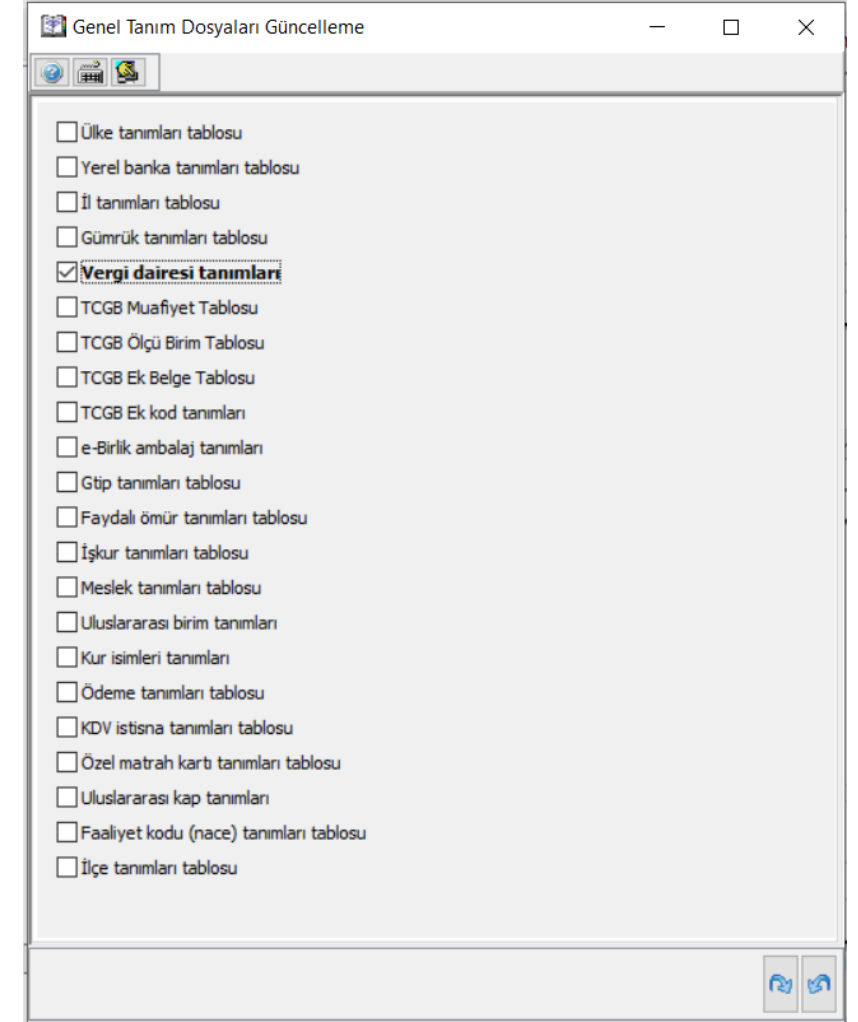 Genel Tanım Dosyaları Güncelleme
Ülke tanımları tablosu
Yerel banka tanımları tablosu
İl tanımları tablosu
Gümrük tanımları tablosu
Vergi dairesi tanımları
TCGB Muafiyet Tablosu
TCGB Ölçü Birim Tablosu
TCGB Ek Belge Tablosu
TCGB Ek kod tanımları
e-Birlik ambalaj tanımları
Gtip tanımları tablosu
Faydalı ömür tanımları tablosu
İşkur tanımları tablosu
Meslek tanımları tablosu
Uluslararası birim tanımları
Kur isimleri tanımları
Ödeme tanımları tablosu
KDV istisna tanımları tablosu
Özel matrah kartı tanımları tablosu
Uluslararası kap tanımları
Faaliyet kodu (nace) tanımları tablosu
İlçe tanımları tablosu